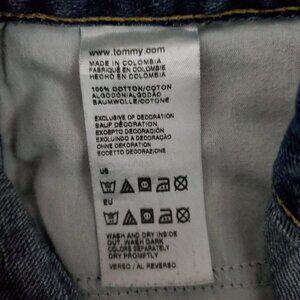 www.tommy.com
MADE IN COLOMBIA
FABRIQUÉ EN COLOMBIE
HECHO EN COLOMBIA
100% COTTON/COTON
ALGODÓN/ALGODÃO
BAUMWOLLE/COTONE
EXCLUSIVE OF DECORATION
SAUF DÉCORATION
EXCEPTO DECORACIÓN
EXCLUINDO A DECORAÇÃO
OHNE DEKORATION
ECCETTO DECORAZIONE
US
EU
WASH AND DRY INSIDE
OUT, WASH DARK
COLORS SEPARATELY
DRY PROMPTLY
VERSO / AL REVERSO